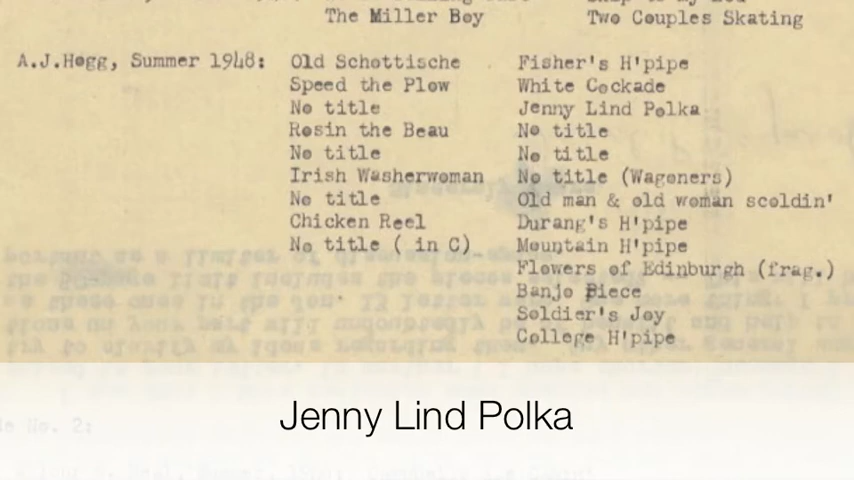 The Miller Boy Two Couples Skating
A.J.Hogg, Summer 1948: Old Schottische Fisher's H'pipe
Speed the Plow White Cockade
No title Jenny Lind Polka
Rosin the Beau No title
No title No title
Irish Washerwoman No title (Wagoners)
No title Old man & old woman scoldin'
Chicken Reel Durang's H'pipe
No title ( in C) Mountain H'pipe
Flowers of Edinburgh (frag.)
Banjo Piece
Soldier's Joy
College H'pipe
Jenny Lind Polka
No. 2: